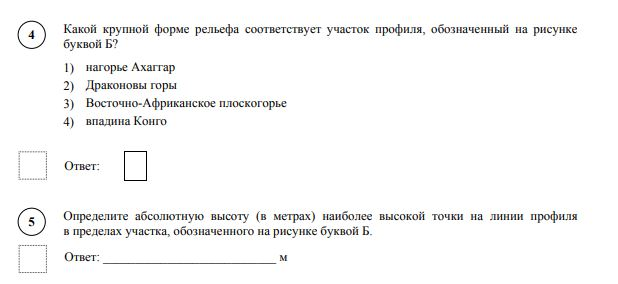 4
Какой крупной форме рельефа соответствует участок профиля, обозначенный на рисунке
буквой Б?
1) нагорье Ахаггар
2) Драконовы горы
3) Восточно-Африканское плоскогорье
4) впадина Конго
Ответ:
5
Определите абсолютную высоту (в метрах) наиболее высокой точки на линии профиля
в пределах участка, обозначенного на рисунке буквой Б.
Ответ: ___________________________ м